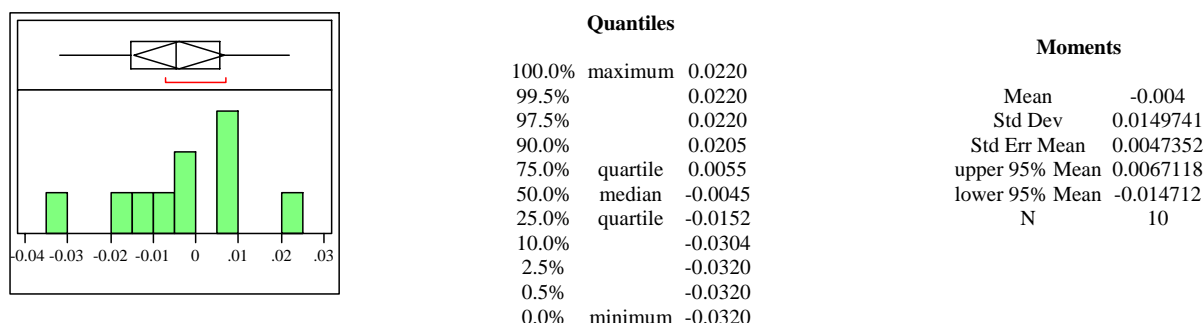 -0.04 -0.03 -0.02 -0.01 0 .01 .02 .03
Quantiles
100.0% maximum 0.0220
99.5% 0.0220
97.5% 0.0220
90.0% 0.0205
75.0% quartile 0.0055
50.0% median -0.0045
25.0% quartile -0.0152
10.0% -0.0304
2.5% -0.0320
0.5% -0.0320
0.0% minimum -0.0320
Moments
Mean -0.004
Std Dev 0.0149741
Std Err Mean 0.0047352
upper 95% Mean 0.0067118
lower 95% Mean -0.014712
N 10